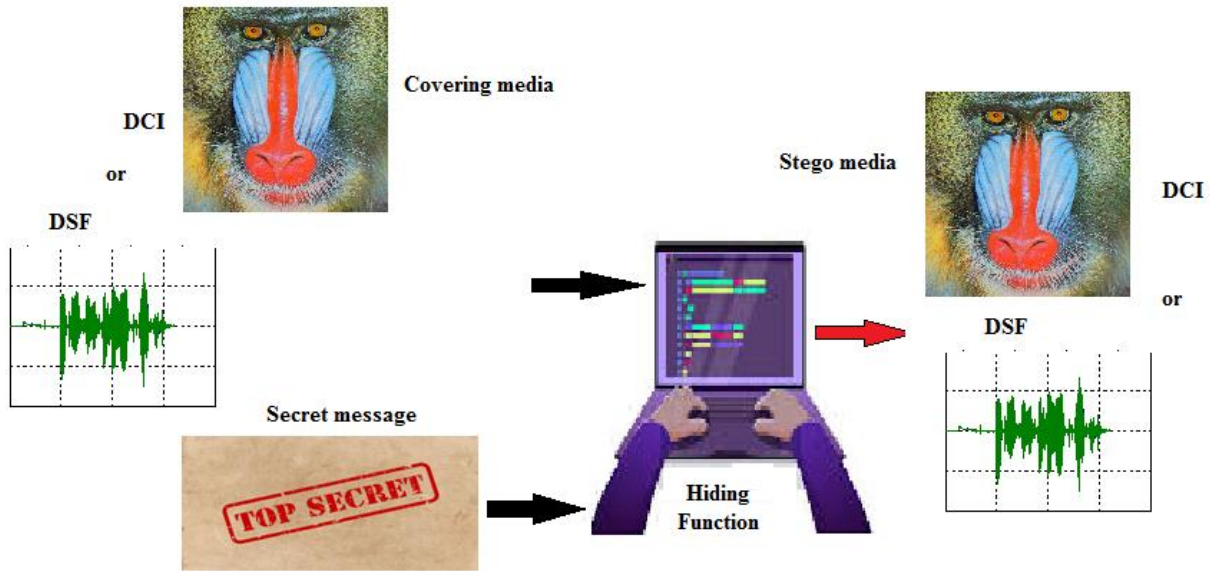 Covering media
DCI
or
DSF
Secret message
TOP SECRET
Hiding
Function
Stego media
DCI
or
DSF